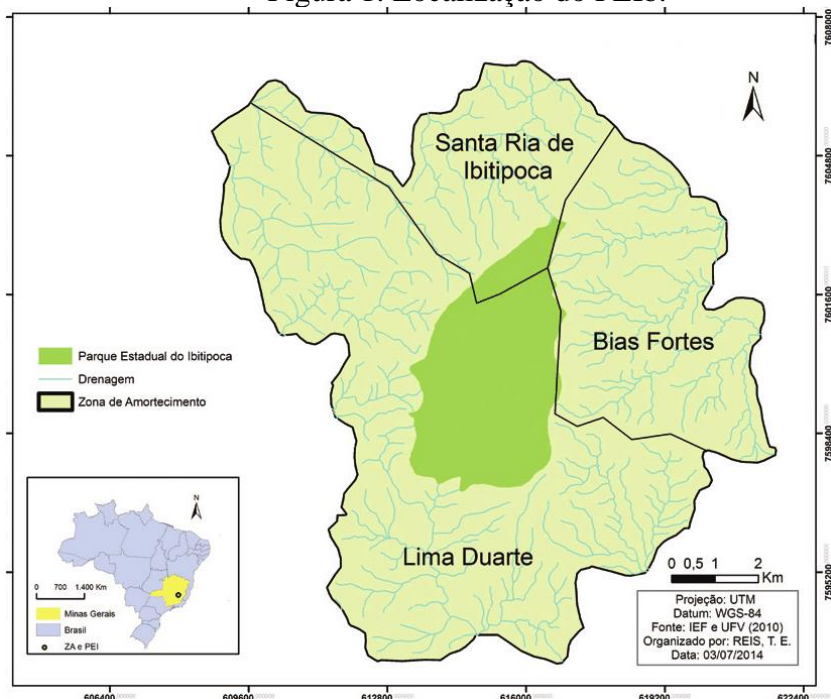 Figura 1. Localização do
7608000
N
Santa Ria de
Ibitipoca
7604800
7601600
Bias Fortes
Parque Estadual do Ibitipoca
Drenagem
Zona de Amortecimento
7598400
Lima Duarte
N
0 700 1.400 Km
Minas Gerais
Brasil
ZA e PEI
0 0,5 1 2
Km
7595200
Projeção: UTM
Datum: WGS-84
Fonte: IEF e UFV (2010)
Organizado por: REIS, T. E.
Data: 03/07/2014
606400 609600 612800 616000 619200 622400